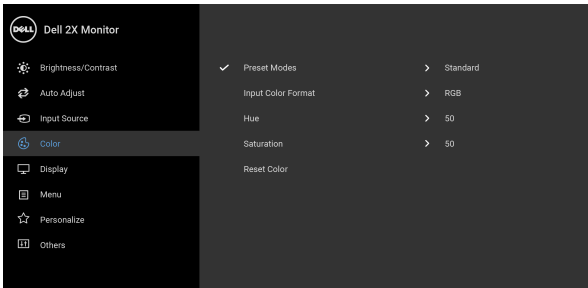 DELL Dell 2X Monitor
Brightness/Contrast Preset Modes Standard
Auto Adjust Input Color Format RGB
Input Source Hue 50
Color Saturation 50
Display Reset Color
Menu
Personalize
Others